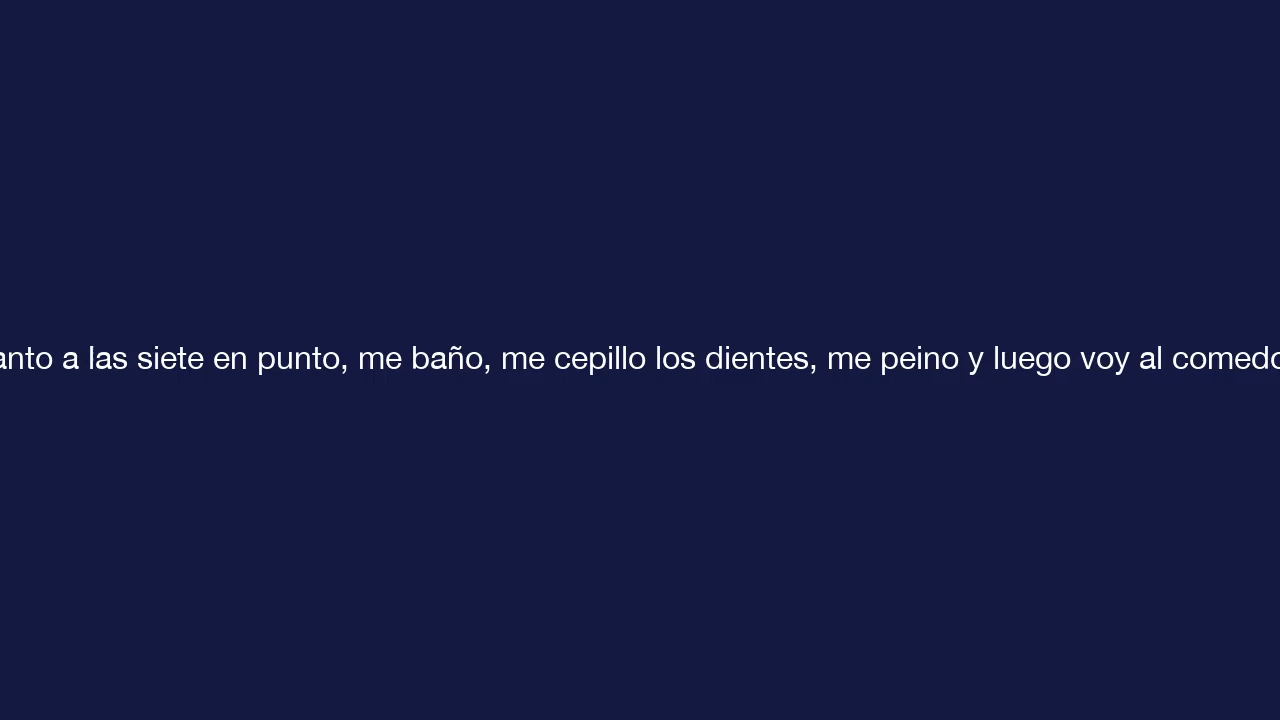 anto a las siete en punto, me baño, me cepillo los dientes, me peino y luego voy al comedo